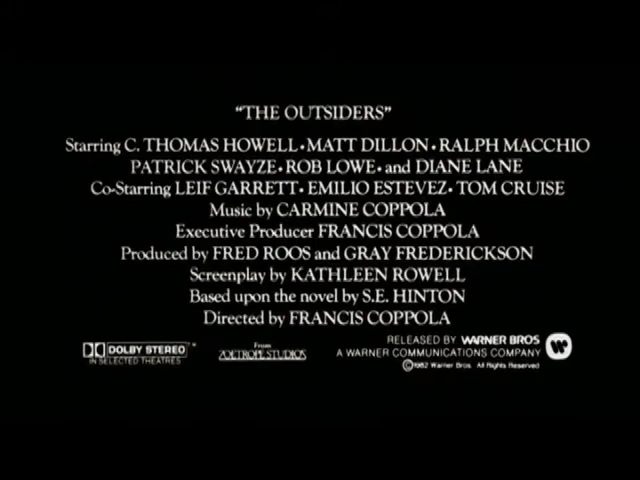 "THE OUTSIDERS"
Starring C. THOMAS HOWELL • MATT DILLON • RALPH MACCHIO
PATRICK SWAYZE • ROB LOWE • and DIANE LANE
Co-Starring LEIF GARRETT • EMILIO ESTEVEZ • TOM CRUISE
Music by CARMINE COPPOLA
Executive Producer FRANCIS COPPOLA
Produced by FRED ROOS and GRAY FREDERICKSON
Screenplay by KATHLEEN ROWELL
Based upon the novel by S.E. HINTON
Directed by FRANCIS COPPOLA
DOLBY STEREO ™
IN SELECTED THEATRES
From
ZOETROPE STUDIOS
RELEASED BY WARNER BROS
A WARNER COMMUNICATIONS COMPANY
©1982 Warner Bros. All Rights Reserved